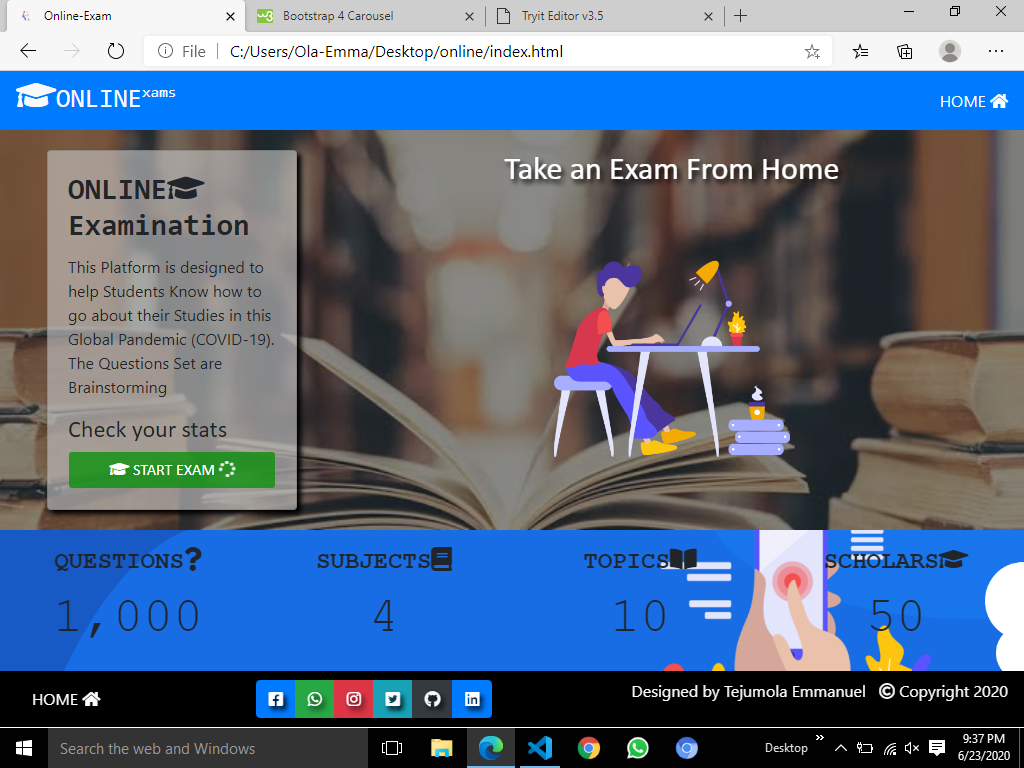 Online-Exam
Bootstrap 4 Carousel
Tryit Editor v3.5
File
C:/Users/Ola-Emma/Desktop/online/index.html
ONLINExams
HOME
ONLINE
Examination
This Platform is designed to
help Students Know how to
go about their Studies in this
Global Pandemic (COVID-19).
The Questions Set are
Brainstorming
Check your stats
START EXAM
Take an Exam From Home
QUESTIONS?
SUBJECTS
TOPICS
SCHOLARS
1,000
4
10
50
HOME
Designed by Tejumola Emmanuel © Copyright 2020
Search the web and Windows
Desktop
9:37 PM
6/23/2020